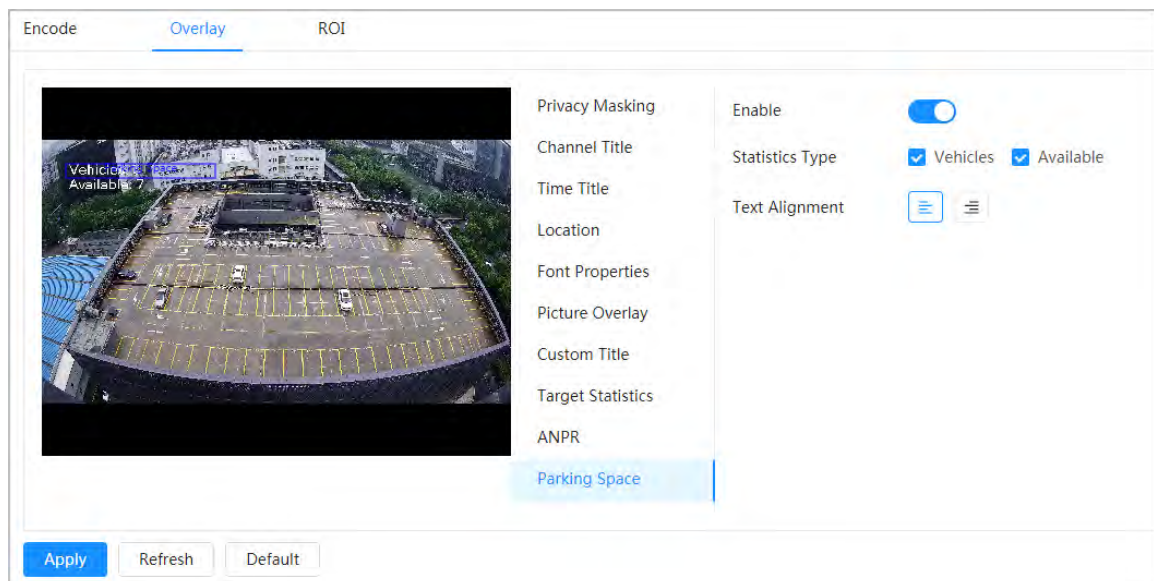 Encode Overlay ROI
Privacy Masking
Channel Title
Time Title
Location
Font Properties
Picture Overlay
Custom Title
Target Statistics
ANPR
Parking Space
Enable
Statistics Type Vehicles Available
Text Alignment
Available: 7
Apply Refresh Default